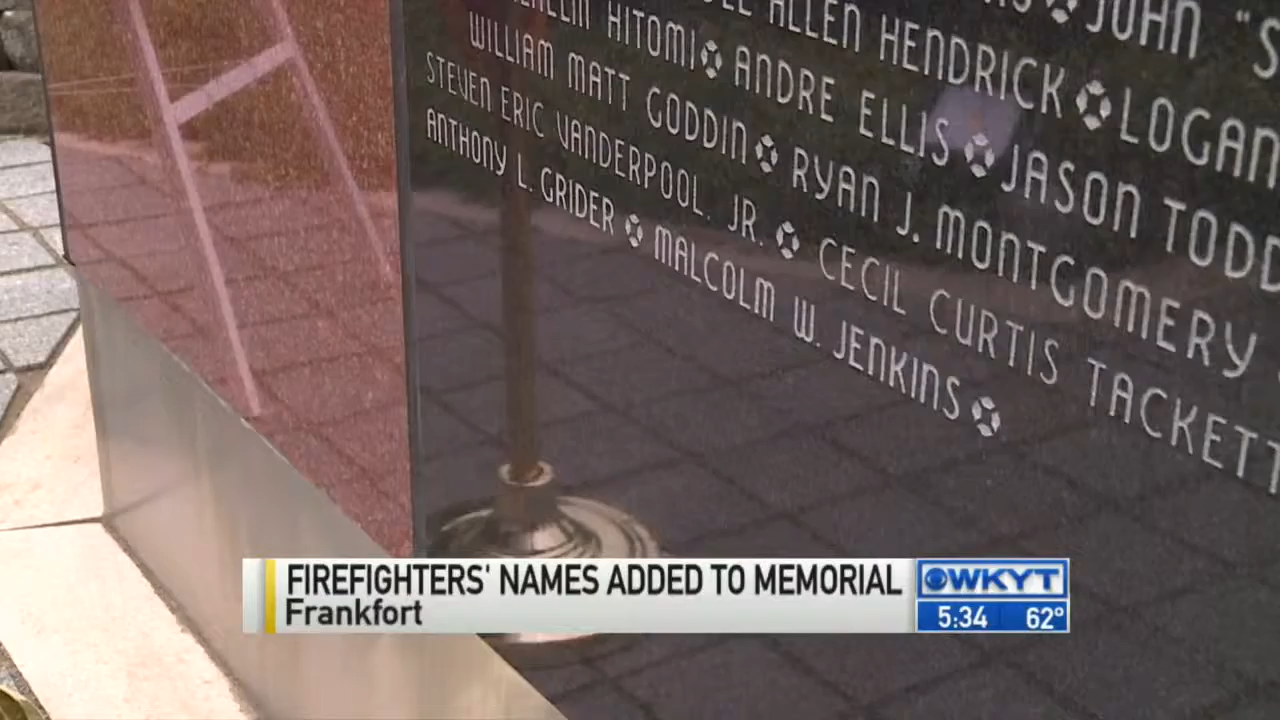 JOHN "S
ALLEN HENDRICK LOGAN
HITOMI ANDRE ELLIS JASON TODD
WILLIAM MATT GODDIN RYAN J. MONTGOMERY
STEVEN ERIC VANDERPOOL, JR. CECIL CURTIS TACKETT
ANTHONY L. GRIDER MALCOLM W. JENKINS
FIREFIGHTERS' NAMES ADDED TO MEMORIAL
Frankfort
WKYT
5:34 62°